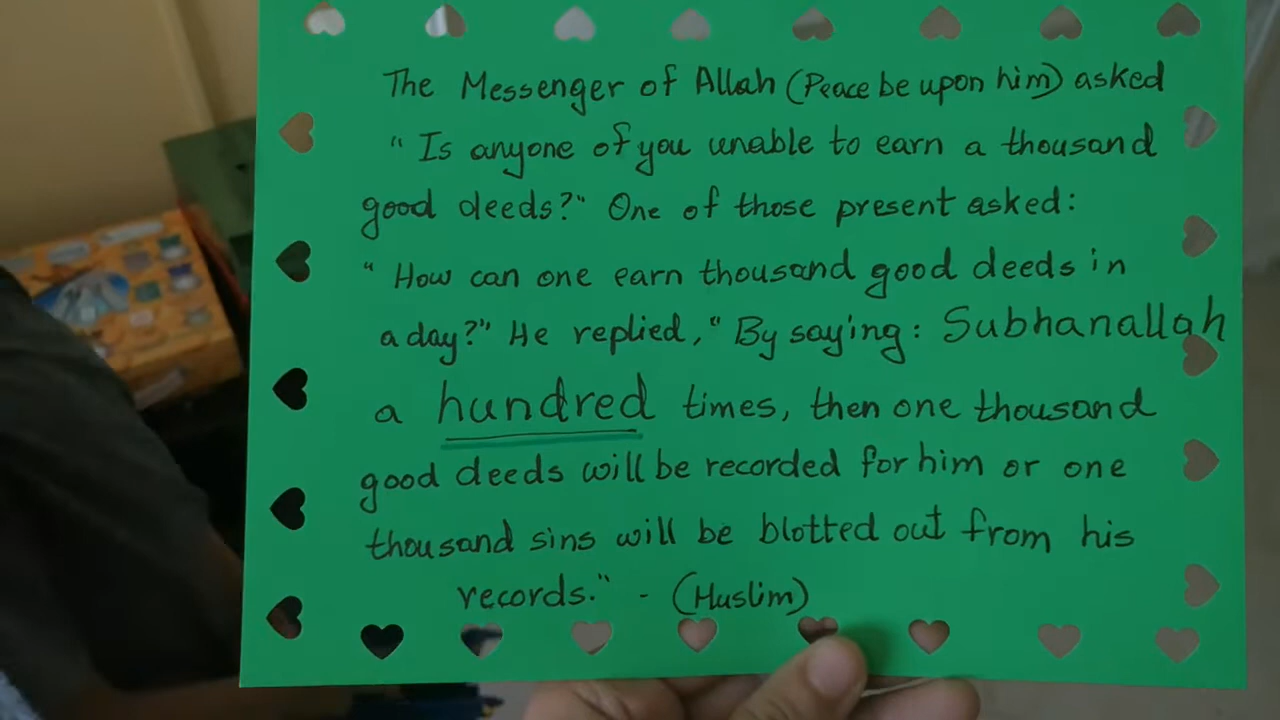 The Messenger of Allah (Peace be upon him) asked
"Is anyone of you unable to earn a thousand
good deeds?" One of those present asked:
"How can one earn thousand good deeds in
a day?" He replied, "By saying: Subhanallah
a hundred times, then one thousand
good deeds will be recorded for him or one
thousand sins will be blotted out from his
records." - (Muslim)